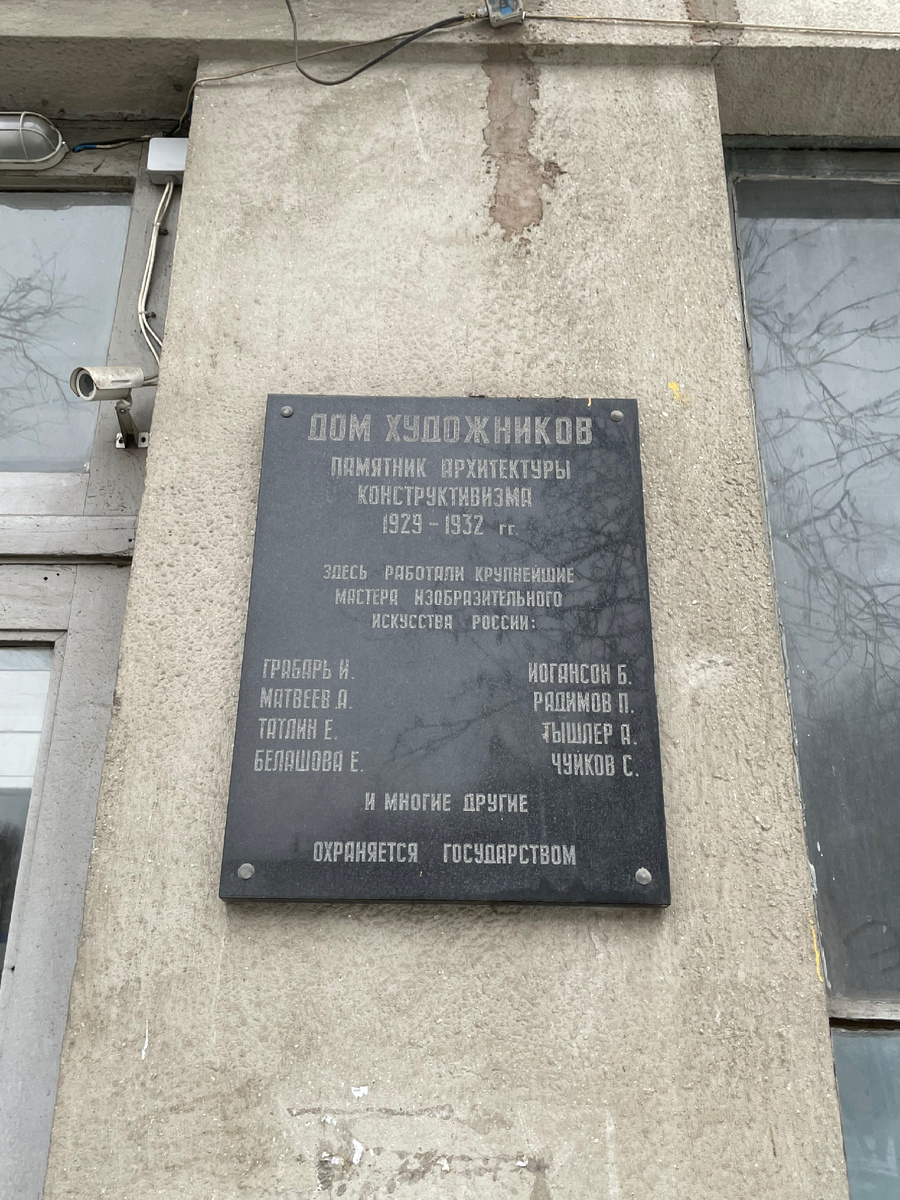 ДОМ ХУДОЖНИКОВ
ПАМЯТНИК АРХИТЕКТУРЫ
КОНСТРУКТИВИЗМА
1929 - 1932 гг.
ЗДЕСЬ РАБОТАЛИ КРУПНЕЙШИЕ
МАСТЕРА ИЗОБРАЗИТЕЛЬНОГО
ИСКУССТВА РОССИИ:
ГРАБАРЬ И. ИОГАНСОН Б.
МАТВЕЕВ А. РАДИМОВ П.
ТАТЛИН Е. ТЫШЛЕР А.
БЕЛАШОВА Е. ЧУЙКОВ С.
И МНОГИЕ ДРУГИЕ
ОХРАНЯЕТСЯ ГОСУДАРСТВОМ